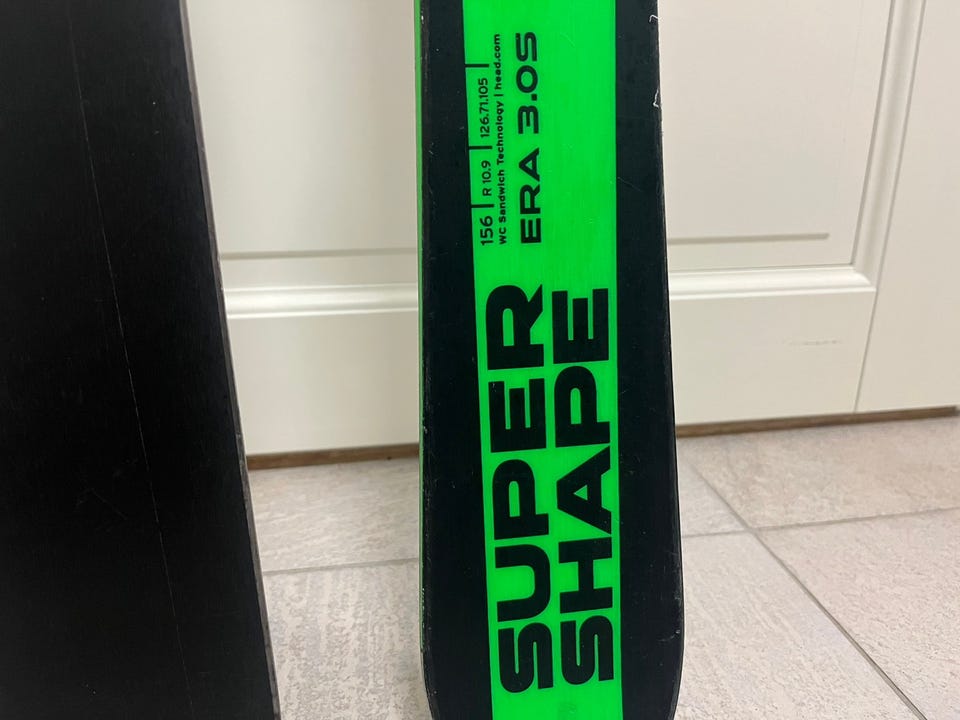 156 | R 10.9 | 126.71.105 |
WC Sandwich Technology | head.com
ERA 3.0S
SUPER
SHAPE